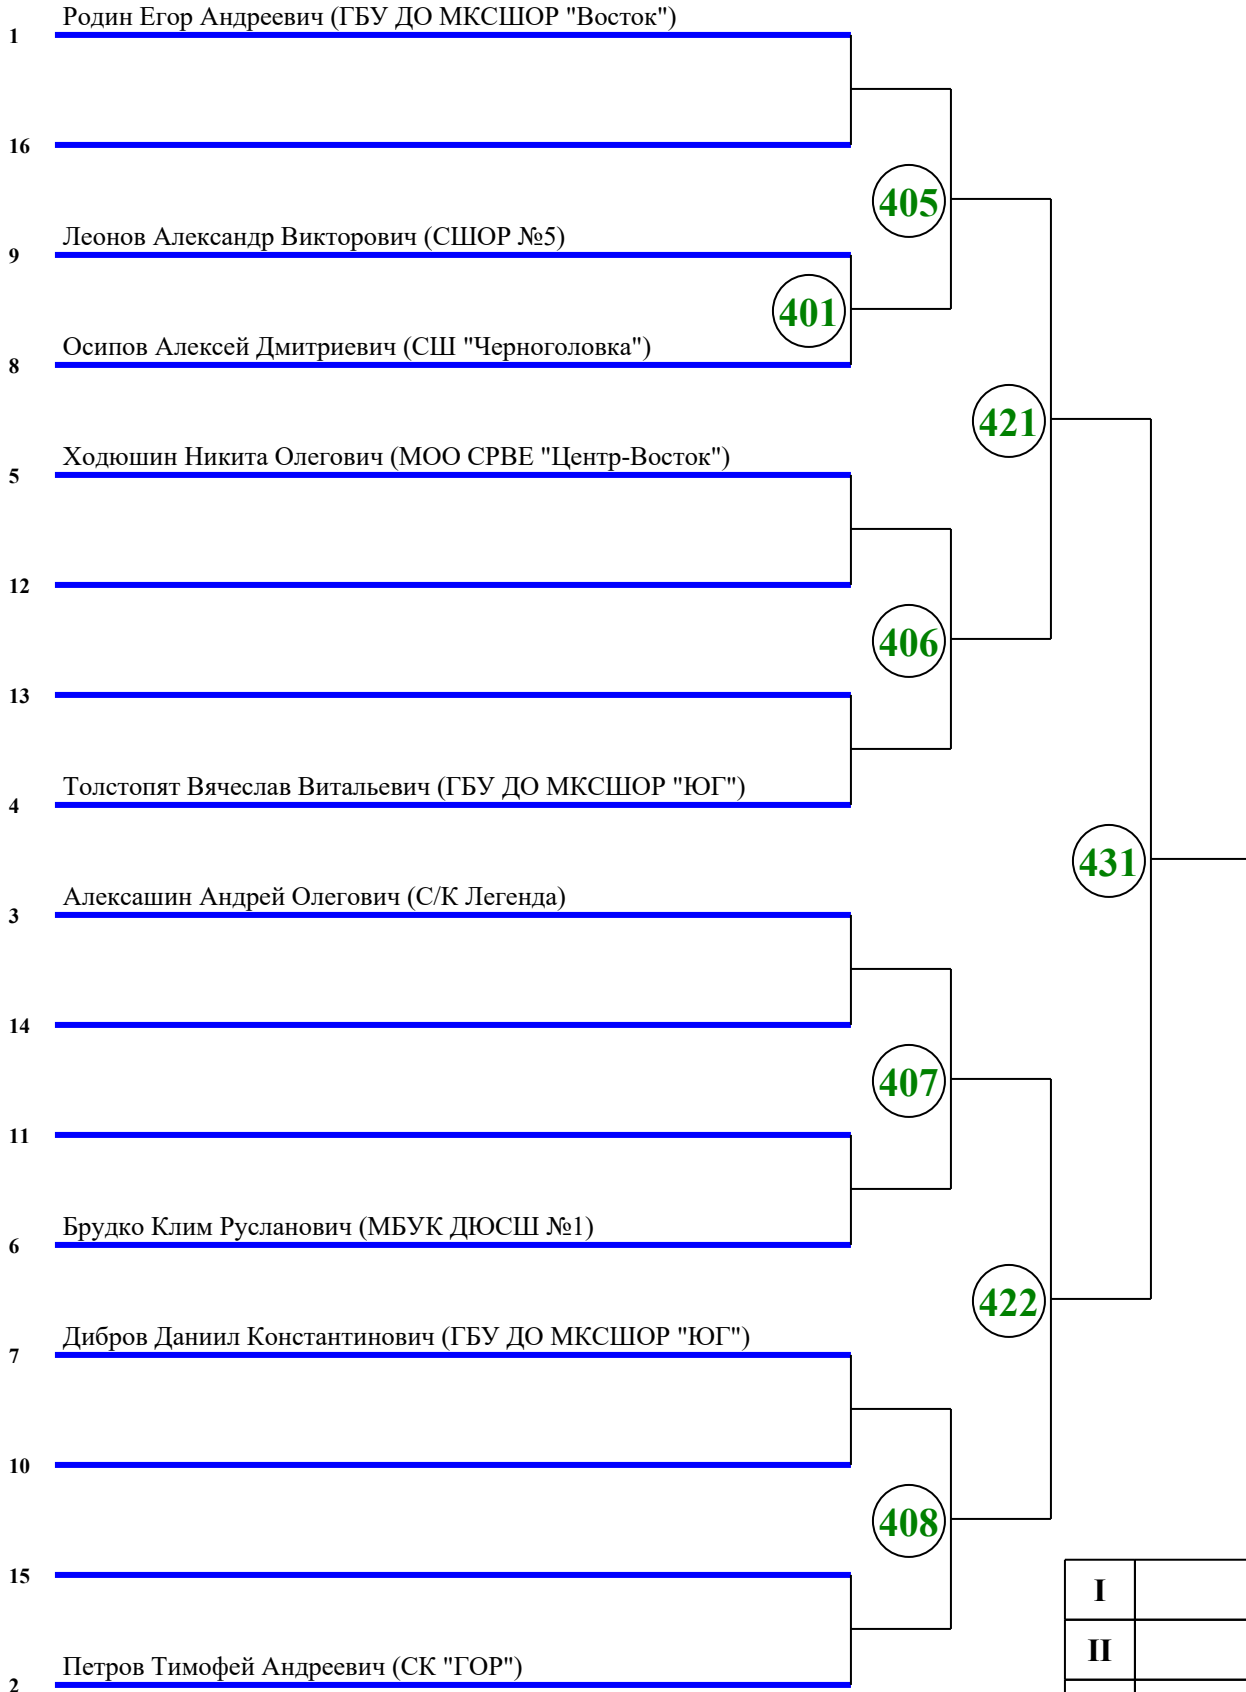 Родин Егор Андреевич (ГБУ ДО МКСШОР "Восток")
1
16
405
Леонов Александр Викторович (СШОР №5)
9
401
Осипов Алексей Дмитриевич (СШ "Черноголовка")
8
421
Ходюшин Никита Олегович (МОО СРВЕ "Центр-Восток")
5
12
406
13
Толстопят Вячеслав Витальевич (ГБУ ДО МКСШОР "ЮГ")
4
431
Алексашин Андрей Олегович (С/К Легенда)
3
14
407
11
Брудко Клим Русланович (МБУК ДЮСШ №1)
6
422
Дибров Даниил Константинович (ГБУ ДО МКСШОР "ЮГ")
7
10
408
15
I
II
Петров Тимофей Андреевич (СК "ГОР")
2